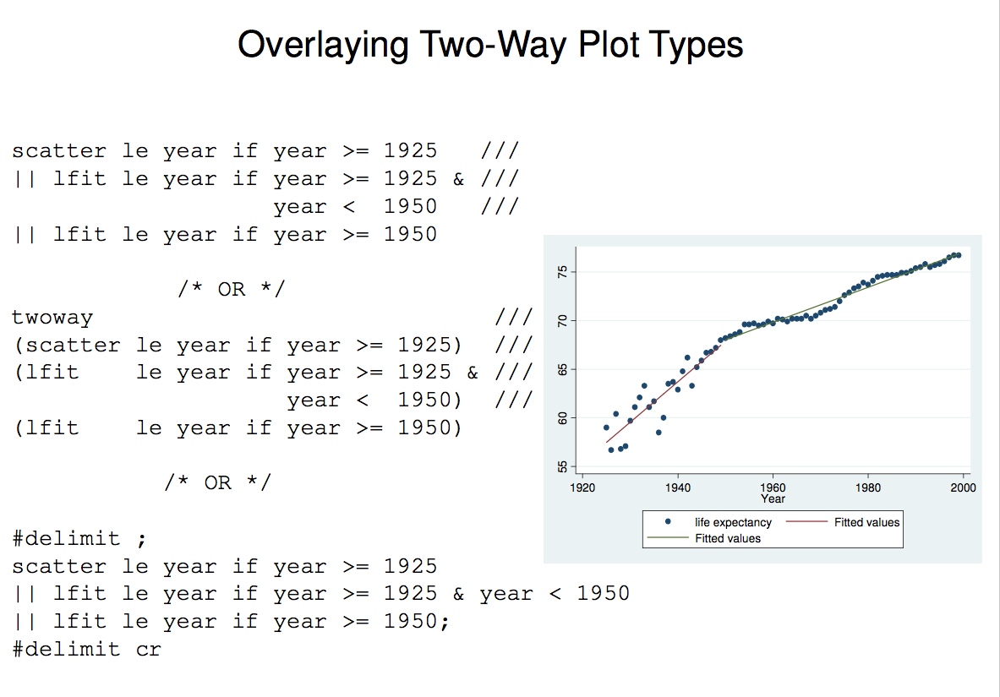 Overlaying Two-Way Plot Types
scatter le year if year >= 1925   ///
|| lfit le year if year >= 1925 & ///
                   year <  1950   ///
|| lfit le year if year >= 1950
            /* OR */
twoway                             ///
(scatter le year if year >= 1925)  ///
(lfit    le year if year >= 1925 & ///
                    year <  1950)  ///
(lfit    le year if year >= 1950)
           /* OR */
#delimit ;
scatter le year if year >= 1925
|| lfit le year if year >= 1925 & year < 1950
|| lfit le year if year >= 1950;
#delimit cr
75
70
65
60
55
1920 1940 1960 1980 2000
Year
life expectancy Fitted values
Fitted values